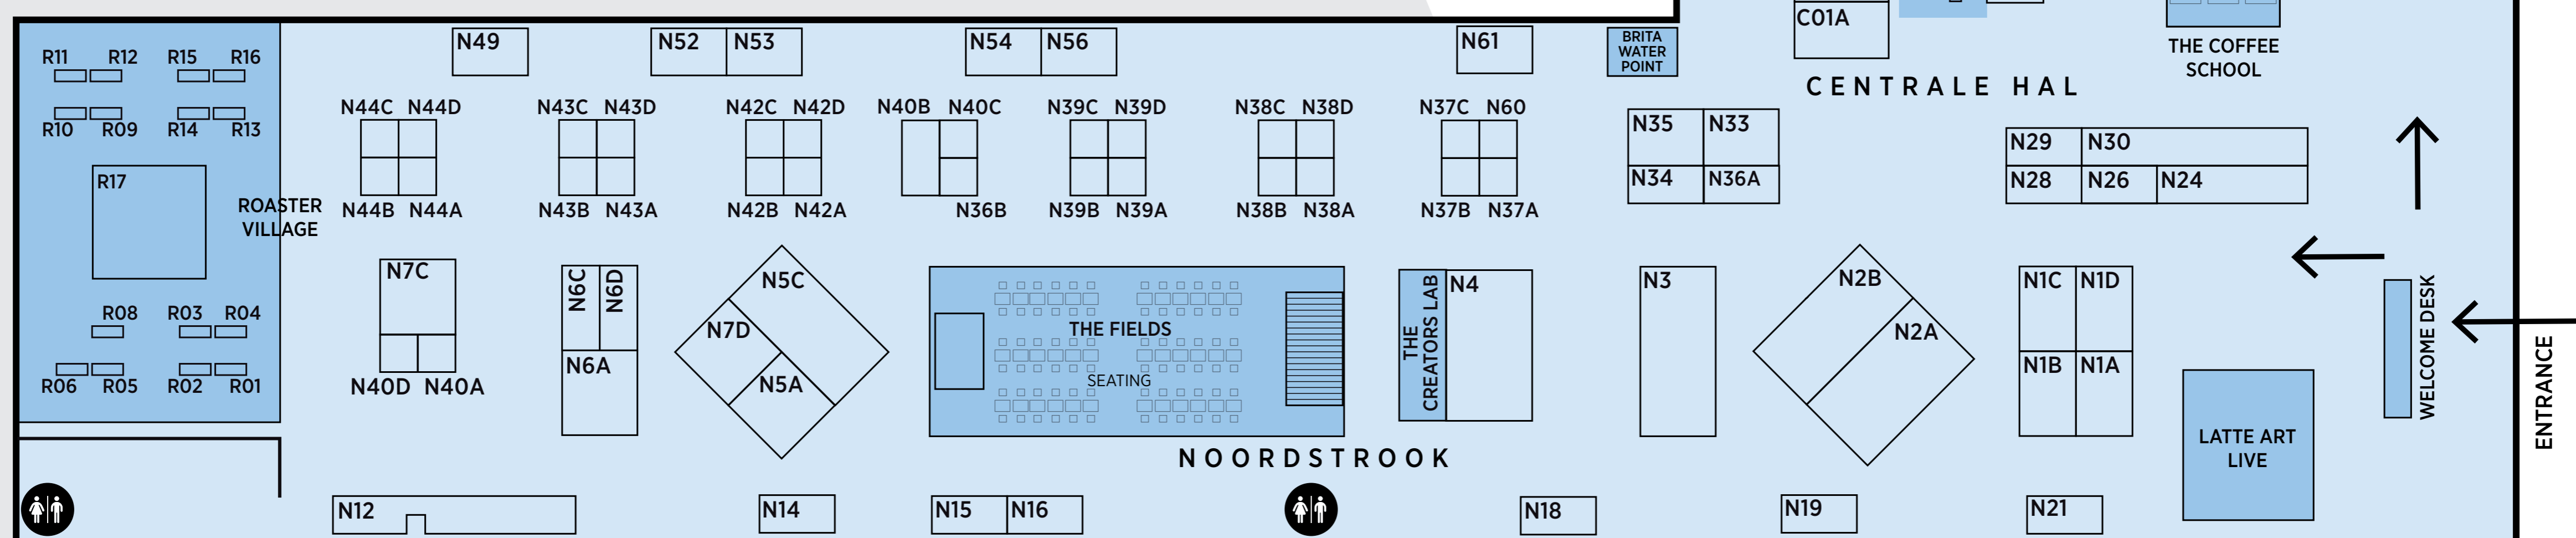 C01A
R11 R12 R15 R16
N49
N52 N53
N54 N56
N61
BRITA
WATER
POINT
THE COFFEE
SCHOOL
CENTRALE HAL
R10 R09 R14 R13
N44C N44D
N43C N43D
N42C N42D
N40B N40C
N39C N39D
N38C N38D
N37C N60
N35 N33
N34 N36A
N29 N30
N28 N26 N24
R17
ROASTER
VILLAGE
N44B N44A
N43B N43A
N42B N42A
N36B
N39B N39A
N38B N38A
N37B N37A
R08 R03 R04
R06 R05 R02 R01
N7C
N40D N40A
N6C
N6D
N6A
N5C
N7D
N5A
THE FIELDS
SEATING
THE
CREATORS LAB
N4
N3
N2B
N2A
N1C N1D
N1B N1A
LATTE ART
LIVE
WELCOME DESK
ENTRANCE
NOORDSTROOK
N12
N14
N15 N16
N18
N19
N21